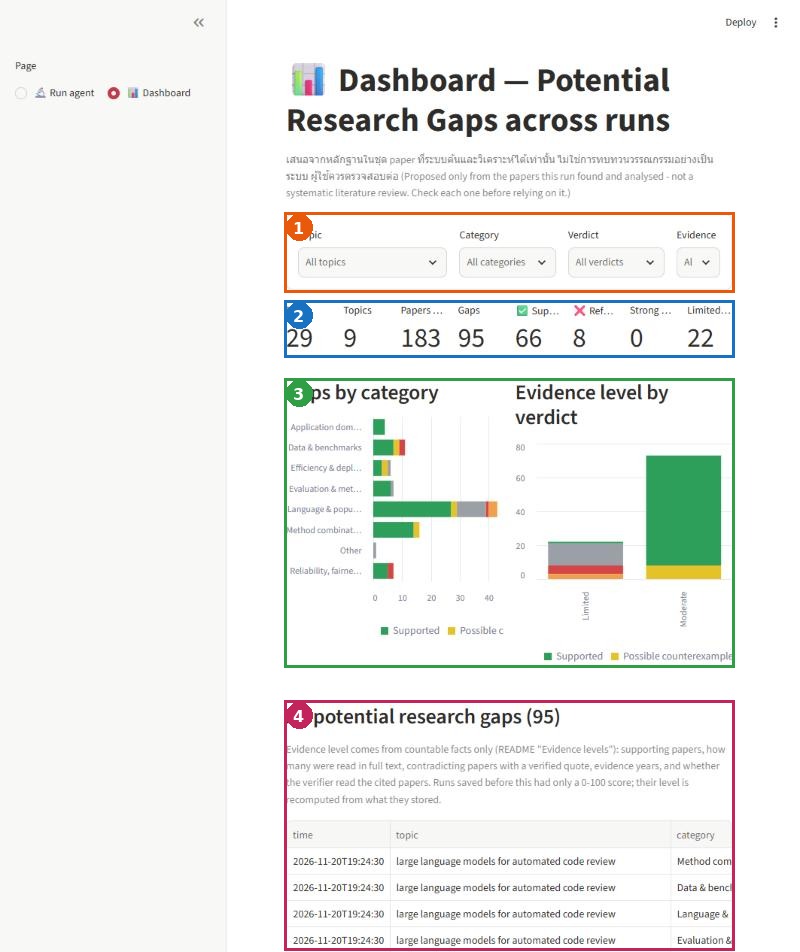 Deploy
Page
Run agent
Dashboard
Dashboard — Potential
Research Gaps across runs
เสนอจากหลักฐานในชุด paper ที่ระบบค้นและวิเคราะห์ได้เท่านั้น ไม่ใช่การทบทวนวรรณกรรมอย่างเป็น
ระบบ ผู้ใช้ควรตรวจสอบต่อ (Proposed only from the papers this run found and analysed - not a
systematic literature review. Check each one before relying on it.)
1
pic
Category
Verdict
Evidence
All topics
All categories
All verdicts
Al
2
Topics
Papers …
Gaps
Sup…
Ref…
Strong …
Limited…
29
9
183
95
66
8
0
22
3
ps by category
Evidence level by
verdict
Application dom…
Data & benchmarks
Efficiency & depl…
Evaluation & met…
Language & popu…
Method combinat…
Other
Reliability, fairne…
0 10 20 30 40
Supported
Possible c
80
60
40
20
0
Limited
Moderate
Supported
Possible counterexample
4
potential research gaps (95)
Evidence level comes from countable facts only (README "Evidence levels"): supporting papers, how
many were read in full text, contradicting papers with a verified quote, evidence years, and whether
the verifier read the cited papers. Runs saved before this had only a 0-100 score; their level is
recomputed from what they stored.
time topic category
2026-11-20T19:24:30 large language models for automated code review Method com
2026-11-20T19:24:30 large language models for automated code review Data & bencl
2026-11-20T19:24:30 large language models for automated code review Language &
2026-11-20T19:24:30 large language models for automated code review Evaluation &